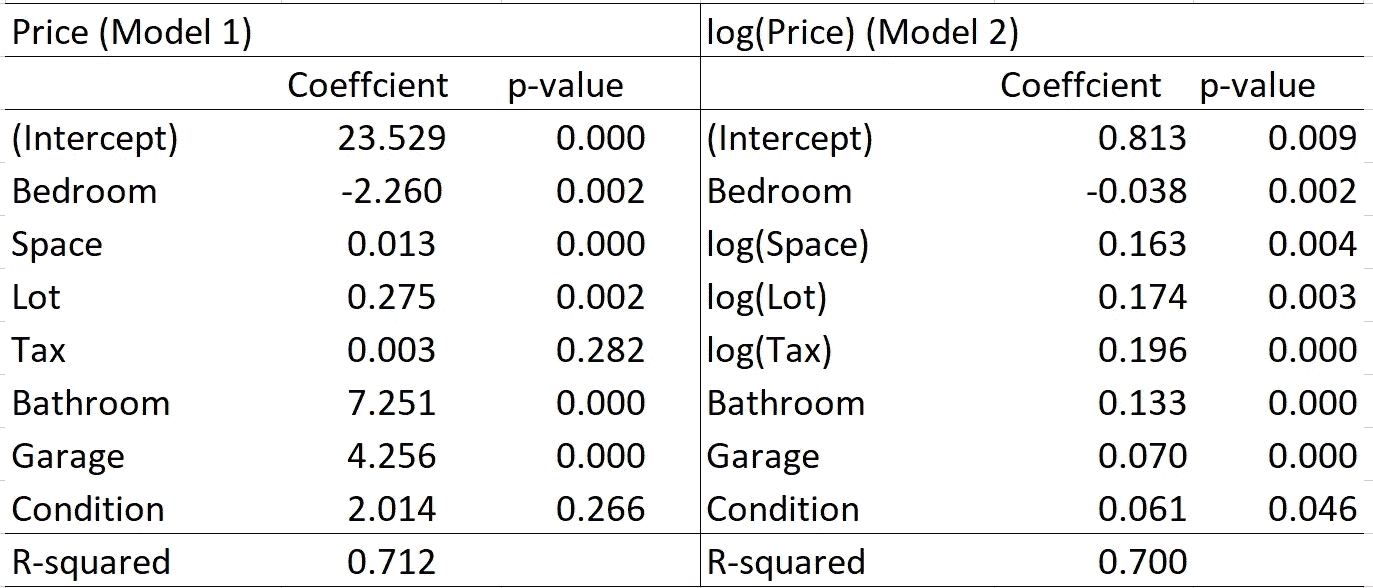 Price (Model 1) log(Price) (Model 2)
Coeffcient p-value Coeffcient p-value
(Intercept) 23.529 0.000 (Intercept) 0.813 0.009
Bedroom -2.260 0.002 Bedroom -0.038 0.002
Space 0.013 0.000 log(Space) 0.163 0.004
Lot 0.275 0.002 log(Lot) 0.174 0.003
Tax 0.003 0.282 log(Tax) 0.196 0.000
Bathroom 7.251 0.000 Bathroom 0.133 0.000
Garage 4.256 0.000 Garage 0.070 0.000
Condition 2.014 0.266 Condition 0.061 0.046
R-squared 0.712 R-squared 0.700